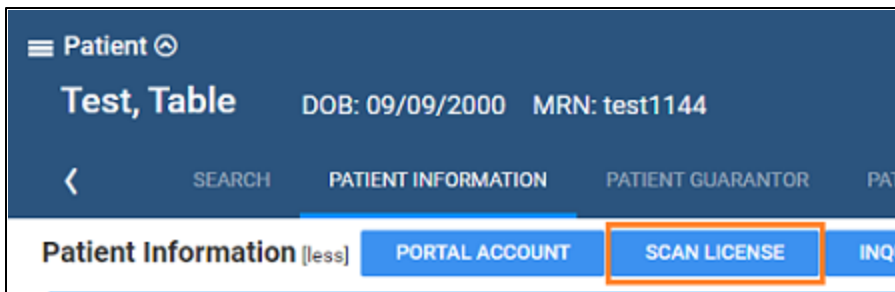 Patient
Test, Table DOB: 09/09/2000 MRN: test1144
SEARCH PATIENT INFORMATION PATIENT GUARANTOR
Patient Information [less] PORTAL ACCOUNT SCAN LICENSE